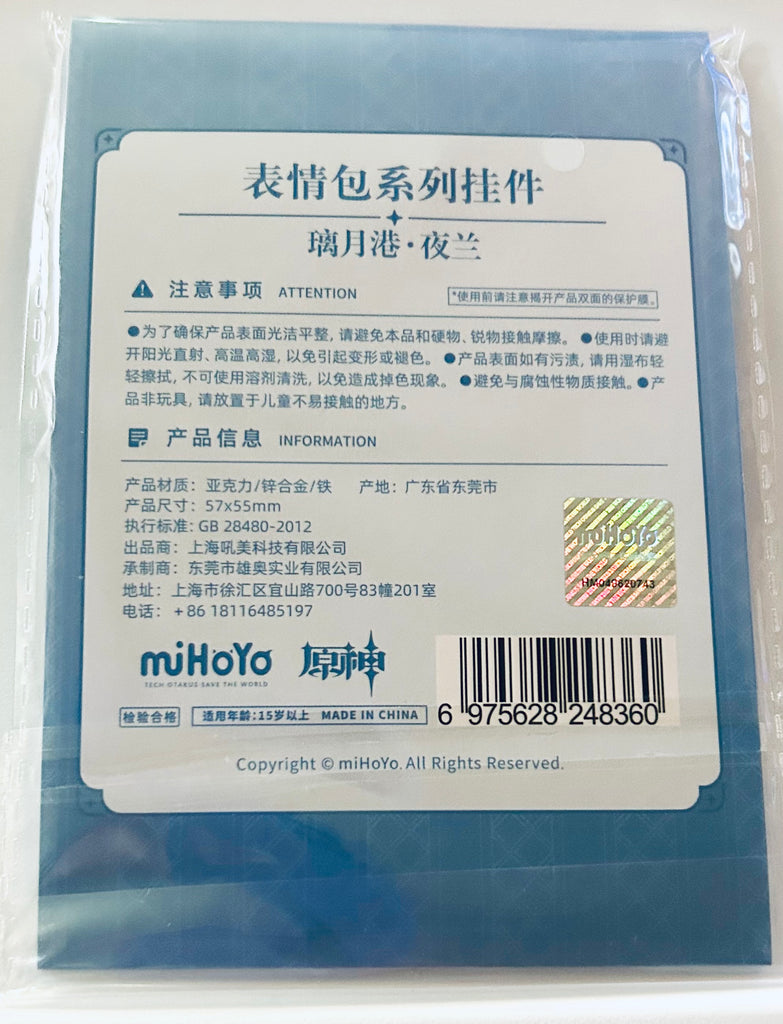 表情包系列挂件
璃月港·夜兰
注意事项 ATTENTION
*使用前请注意揭开产品双面的保护膜。
●为了确保产品表面光洁平整, 请避免本品和硬物、锐物接触摩擦。 ●使用时请避
开阳光直射、高温高湿, 以免引起变形或褪色。 ●产品表面如有污渍, 请用湿布轻
轻擦拭, 不可使用溶剂清洗, 以免造成掉色现象。 ●避免与腐蚀性物质接触。●产
品非玩具, 请放置于儿童不易接触的地方。
产品信息 INFORMATION
产品材质: 亚克力/锌合金/铁 产地: 广东省东莞市
产品尺寸: 57x55mm
执行标准: GB 28480-2012
出品商: 上海吼美科技有限公司
承制商: 东莞市雄奥实业有限公司
地址: 上海市徐汇区宜山路700号83幢201室
电话: +86 18116485197
miHoYo
HM048620743
miHoYo
TECH OTAKUS SAVE THE WORLD
原神
检验合格
适用年龄:15岁以上 MADE IN CHINA
6 975628 248360
Copyright © miHoYo. All Rights Reserved.